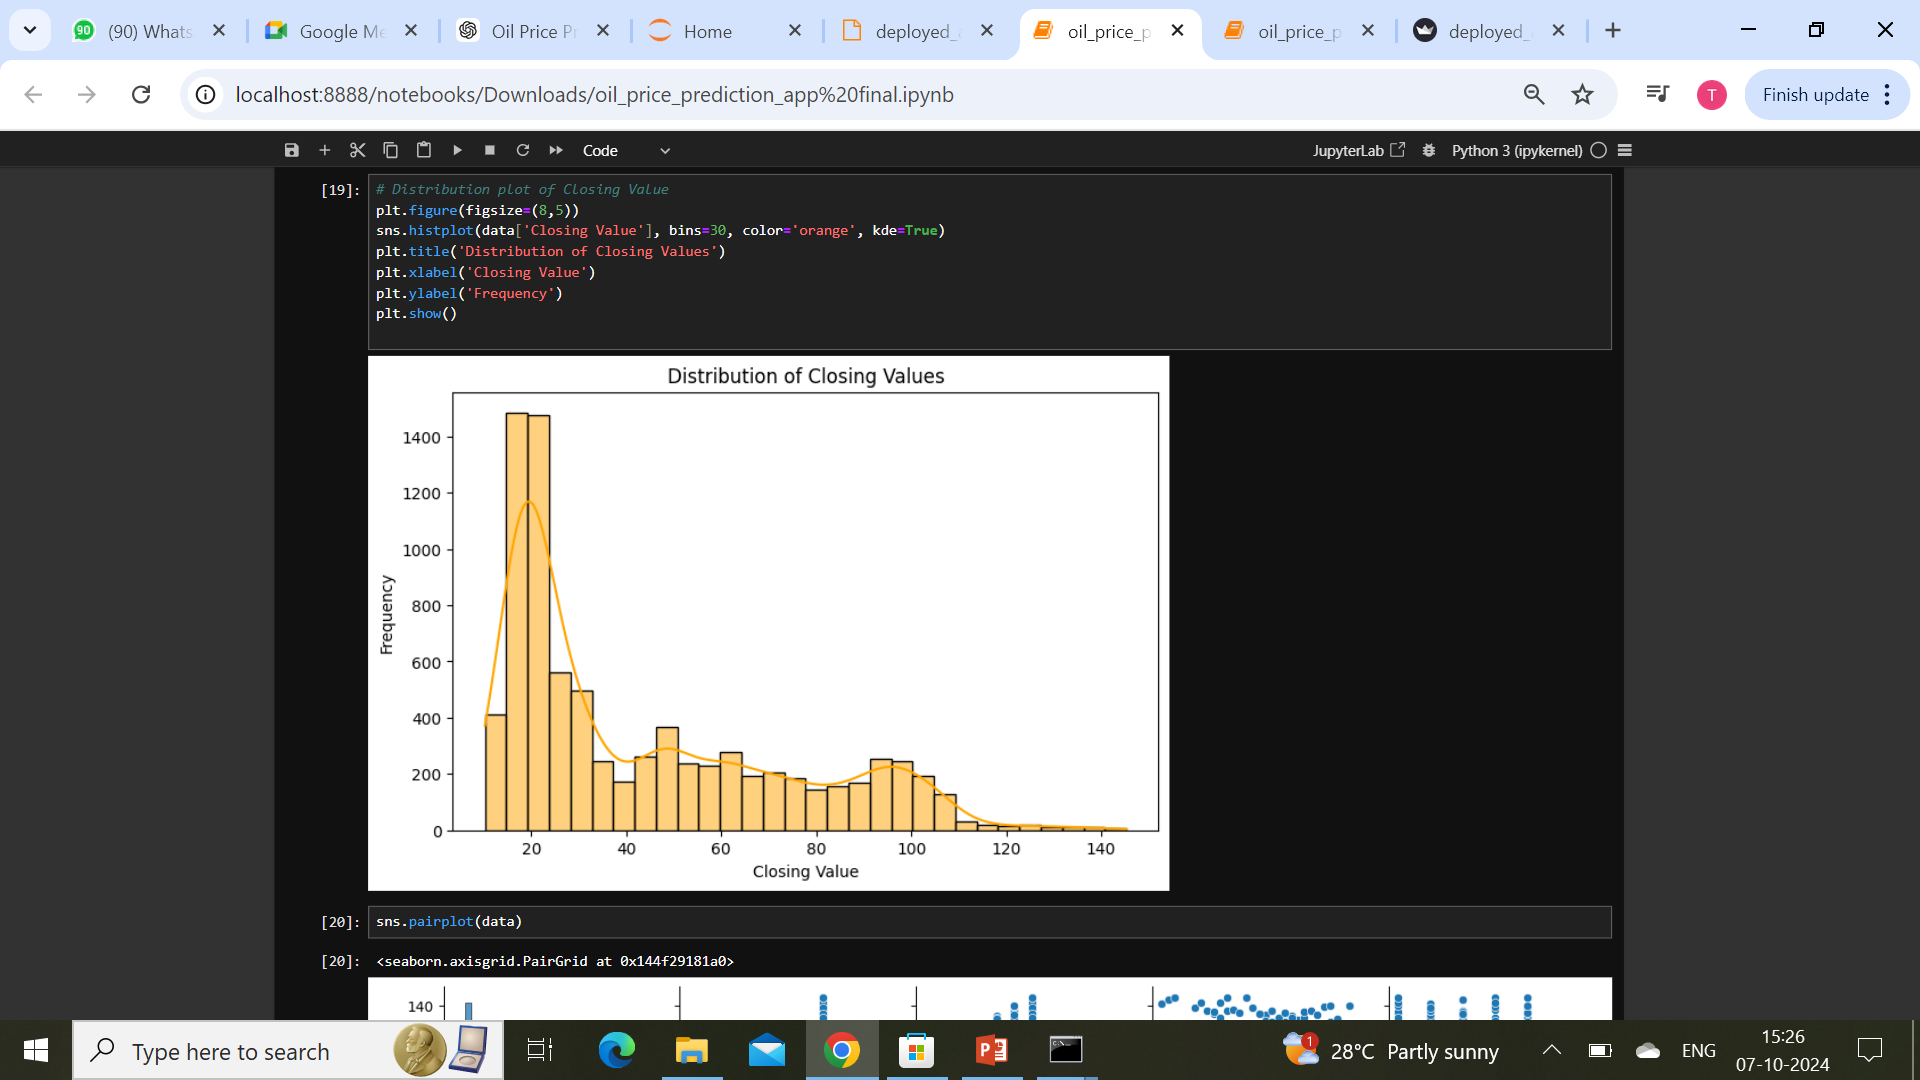 90
(90) Whats
Google Me
Oil Price P
Home
deployed_
oil_price_p
oil_price_p
deployed_
localhost:8888/notebooks/Downloads/oil_price_prediction_app%20final.ipynb
T
Finish update
Code
JupyterLab
Python 3 (ipykernel)
[19]:
# Distribution plot of Closing Value
plt.figure(figsize=(8,5))
sns.histplot(data['Closing Value'], bins=30, color='orange', kde=True)
plt.title('Distribution of Closing Values')
plt.xlabel('Closing Value')
plt.ylabel('Frequency')
plt.show()
Distribution of Closing Values
1400
1200
1000
800
600
400
200
0
Frequency
20 40 60 80 100 120 140
Closing Value
[20]:
sns.pairplot(data)
[20]:
<seaborn.axisgrid.PairGrid at 0x144f29181a0>
140
Type here to search
1
28°C Partly sunny
ENG
15:26
07-10-2024